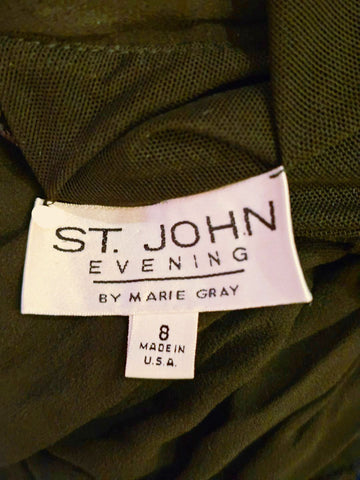 ST. JOHN
EVENING
BY MARIE GRAY
8
MADE IN
U.S.A.